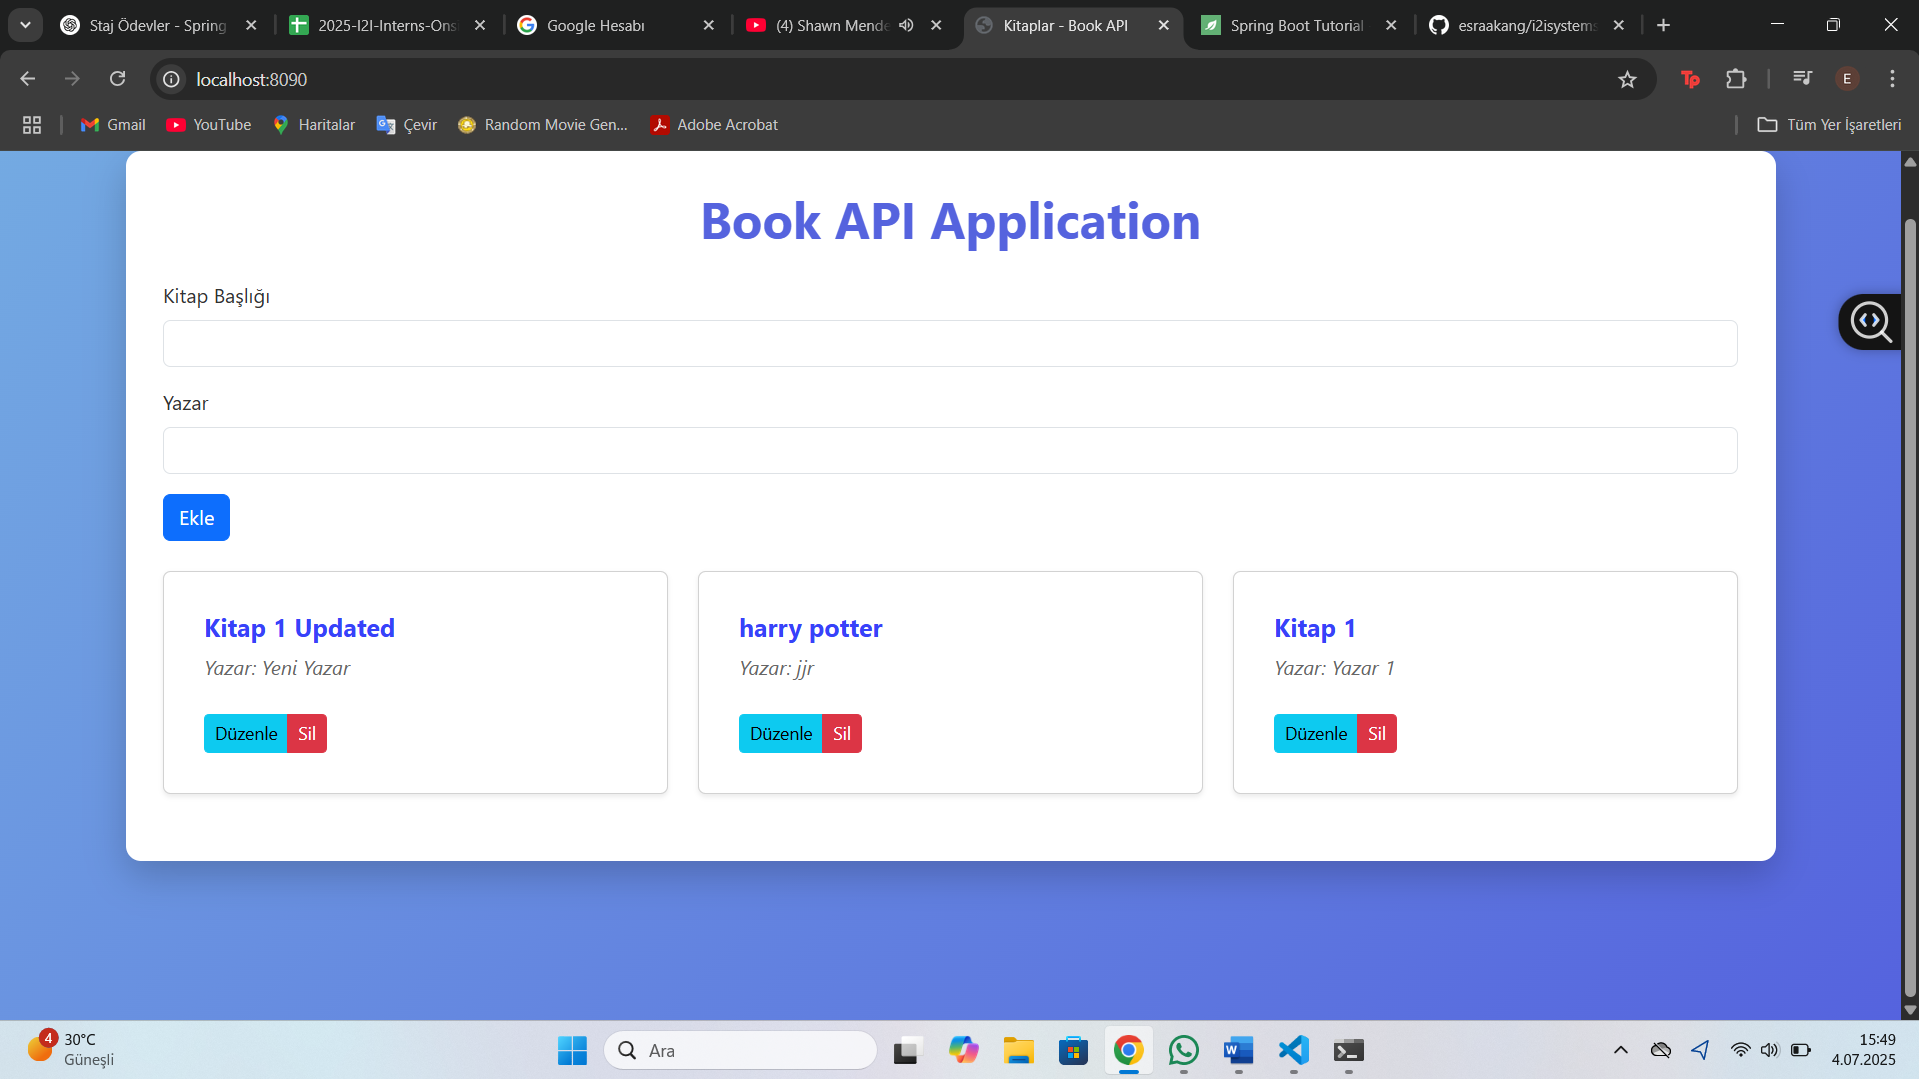 Staj Ödevler - Spring
2025-I2I-Interns-Ons
Google Hesabı
(4) Shawn Mende
Kitaplar - Book API
Spring Boot Tutorial
esraakang/i2isystems
localhost:8090
Tp
E
Gmail
YouTube
Haritalar
Çevir
Random Movie Gen...
Adobe Acrobat
Tüm Yer İşaretleri
Book API Application
Kitap Başlığı
Yazar
Ekle
Kitap 1 Updated
Yazar: Yeni Yazar
Düzenle Sil
harry potter
Yazar: jjr
Düzenle Sil
Kitap 1
Yazar: Yazar 1
Düzenle Sil
4
30°C
Güneşli
Ara
15:49
4.07.2025